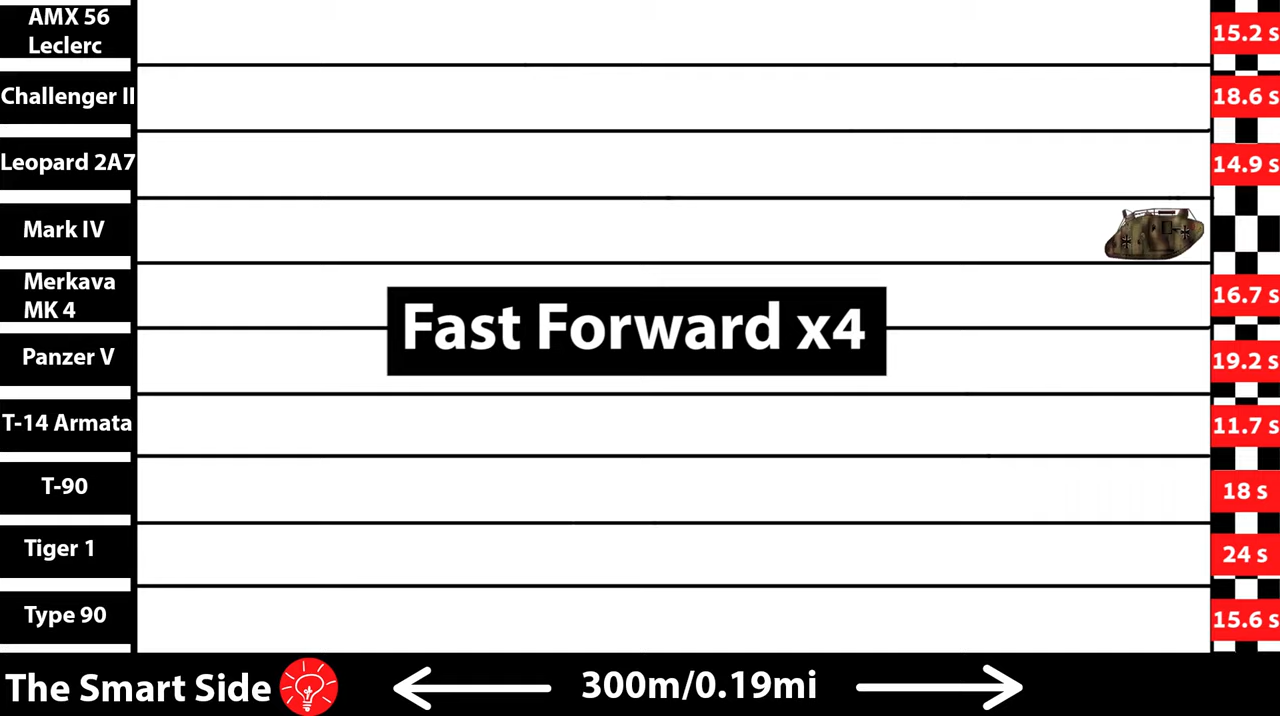 AMX 56
Leclerc
15.2 s
Challenger II
18.6 s
Leopard 2A7
14.9 s
Mark IV
Merkava
MK 4
16.7 s
Fast Forward x4
Panzer V
19.2 s
T-14 Armata
11.7 s
T-90
18 s
Tiger 1
24 s
Type 90
15.6 s
The Smart Side
300m/0.19mi